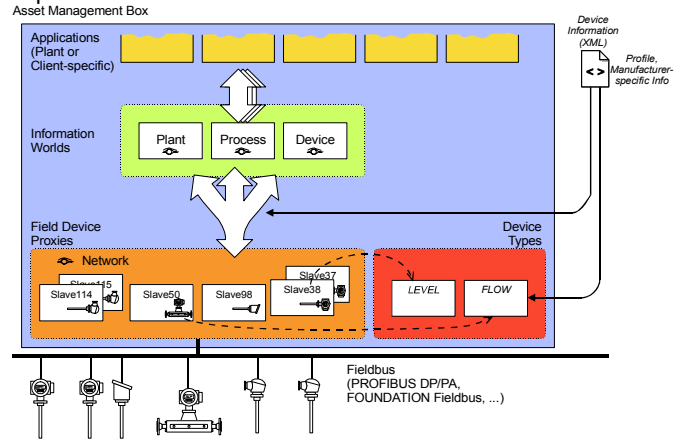 Asset Management Box
Applications
(Plant or
Client-specific)
Device
Information
(XML)
Profile,
Manufacturer-
specific Info
< >
Information
Worlds
Plant
Process
Device
Field Device
Proxies
Device
Types
Network
Slave115
Slave114
Slave50
Slave98
Slave37
Slave38
LEVEL
FLOW
Fieldbus
(PROFIBUS DP/PA,
FOUNDATION Fieldbus, ...)